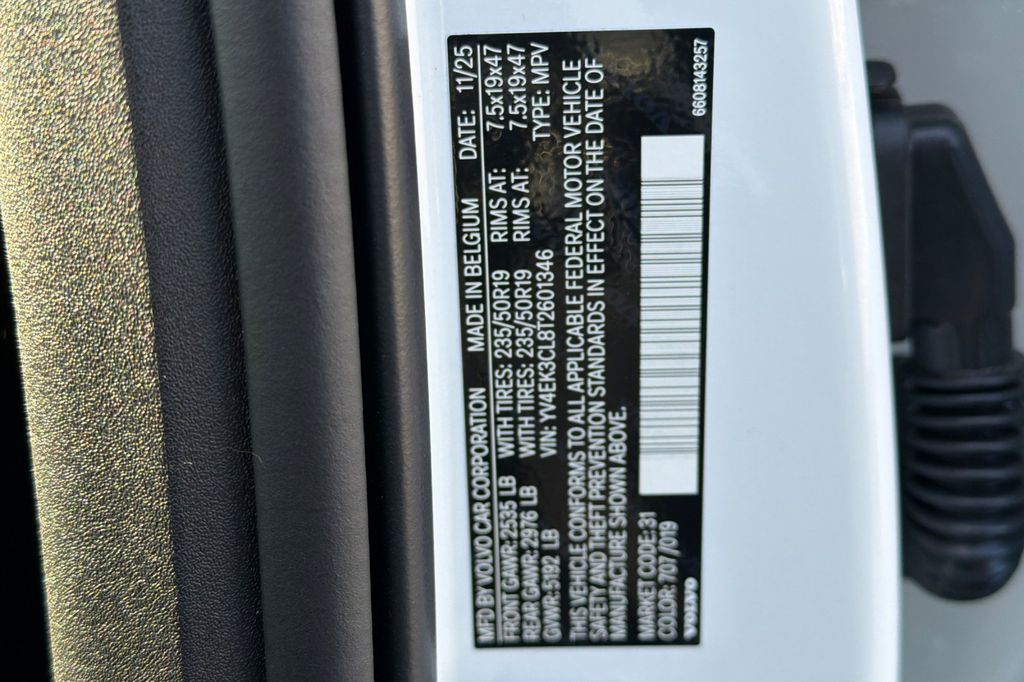 MFD BY VOLVO CAR CORPORATION MADE IN BELGIUM DATE: 11/25
FRONT GAWR: 2535 LB WITH TIRES: 235/50R19 RIMS AT: 7.5x19x47
REAR GAWR: 2976 LB WITH TIRES: 235/50R19 RIMS AT: 7.5x19x47
GVWR: 5192 LB VIN: YV4EK3CL8T2601346 TYPE: MPV
THIS VEHICLE CONFORMS TO ALL APPLICABLE FEDERAL MOTOR VEHICLE
SAFETY AND THEFT PREVENTION STANDARDS IN EFFECT ON THE DATE OF
MANUFACTURE SHOWN ABOVE.
MARKET CODE: 31
COLOR: 707/019
VOLVO
6608143257